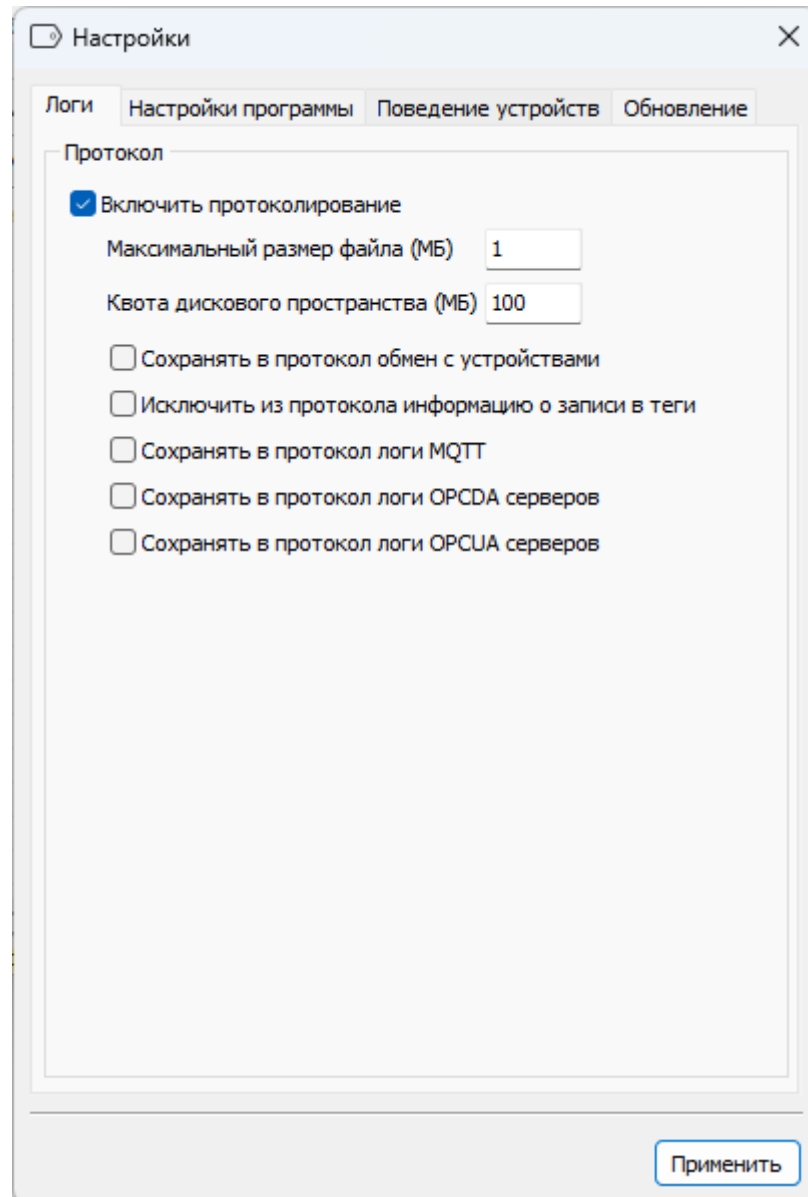 Настройки
Логи Настройки программы Поведение устройств Обновление
Протокол
Включить протоколирование
Максимальный размер файла (МБ) 1
Квота дискового пространства (МБ) 100
Сохранять в протокол обмен с устройствами
Исключить из протокола информацию о записи в теги
Сохранять в протокол логи MQTT
Сохранять в протокол логи OPCDA серверов
Сохранять в протокол логи OPCUA серверов
Применить